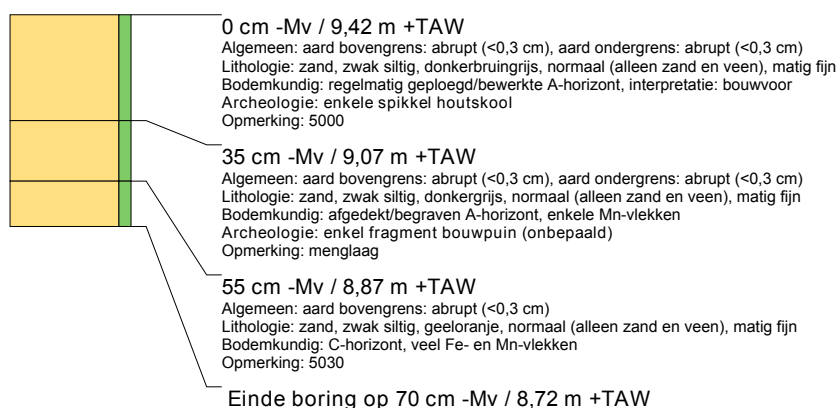 0 cm -Mv / 9,42 m +TAW
Algemeen: aard bovengrens: abrupt (<0,3 cm), aard ondergrens: abrupt (<0,3 cm)
Lithologie: zand, zwak siltig, donkerbruingrijs, normaal (alleen zand en veen), matig fijn
Bodemkundig: regelmatig geploegd/bewerkte A-horizont, interpretatie: bouwvoor
Archeologie: enkele spikkel houtskool
Opmerking: 5000
35 cm -Mv / 9,07 m +TAW
Algemeen: aard bovengrens: abrupt (<0,3 cm), aard ondergrens: abrupt (<0,3 cm)
Lithologie: zand, zwak siltig, donkergrijs, normaal (alleen zand en veen), matig fijn
Bodemkundig: afgedekt/begraven A-horizont, enkele Mn-vlekken
Archeologie: enkel fragment bouwpuin (onbepaald)
Opmerking: menglaag
55 cm -Mv / 8,87 m +TAW
Algemeen: aard bovengrens: abrupt (<0,3 cm)
Lithologie: zand, zwak siltig, geeloranje, normaal (alleen zand en veen), matig fijn
Bodemkundig: C-horizont, veel Fe- en Mn-vlekken
Opmerking: 5030
Einde boring op 70 cm -Mv / 8,72 m +TAW